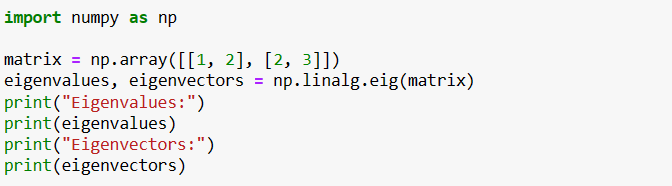 import numpy as np
matrix = np.array([[1, 2], [2, 3]])
eigenvalues, eigenvectors = np.linalg.eig(matrix)
print("Eigenvalues:")
print(eigenvalues)
print("Eigenvectors:")
print(eigenvectors)